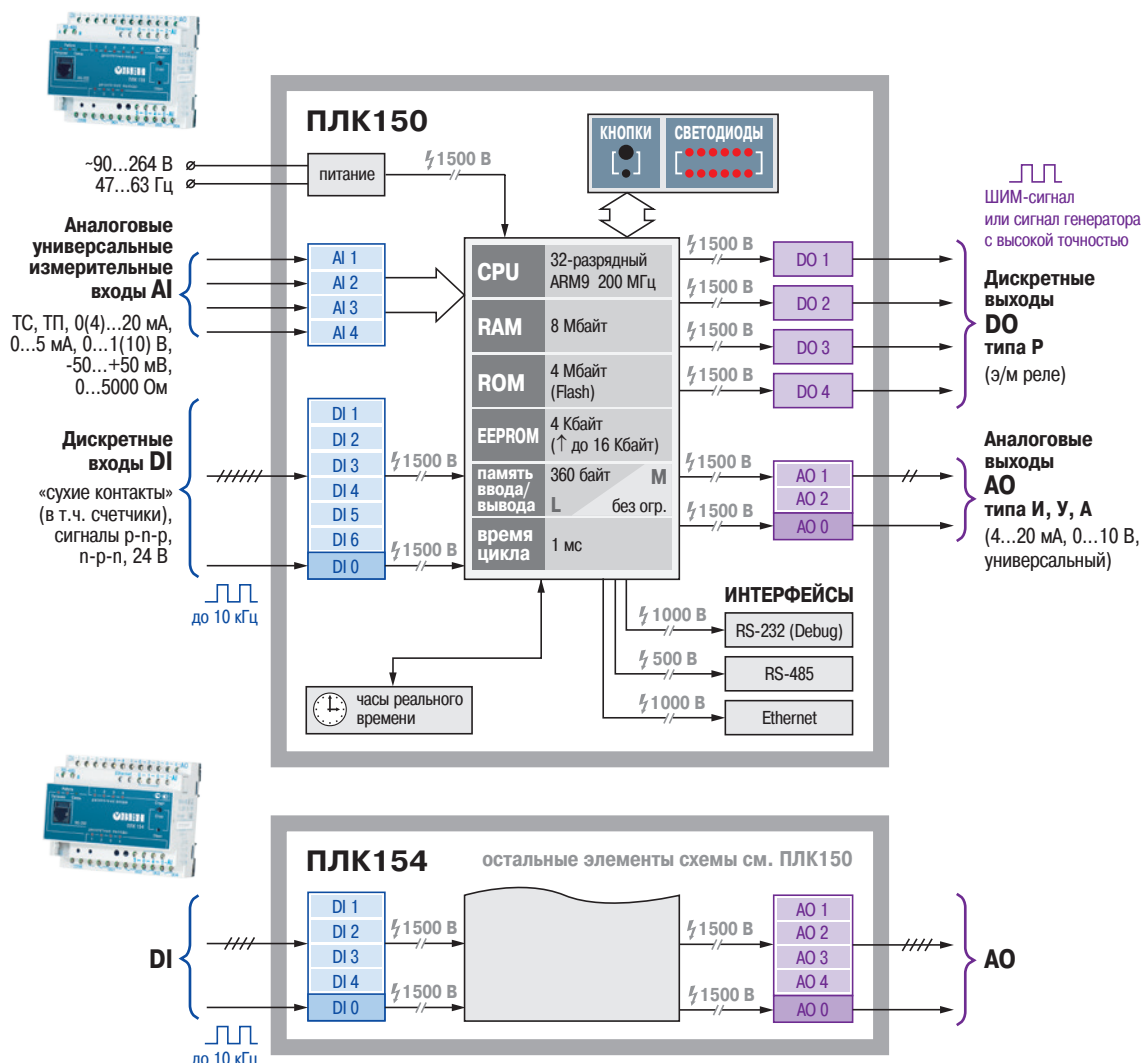 ОВЕН
ПЛК150
КНОПКИ
СВЕТОДИОДЫ
~90...264 В
47...63 Гц
питание
1500 В
ШИМ-сигнал
или сигнал генератора
с высокой точностью
Аналоговые
универсальные
измерительные
входы AI
ТС, ТП, 0(4)...20 мА,
0...5 мА, 0...1(10) В,
-50...+50 мВ,
0...5000 Ом
AI 1
AI 2
AI 3
AI 4
Дискретные
входы DI
«сухие контакты»
(в т.ч. счетчики),
сигналы p-n-p,
n-p-n, 24 В
до 10 кГц
DI 1
DI 2
DI 3
DI 4
DI 5
DI 6
DI 0
1500 В
1500 В
CPU
32-разрядный
ARM9 200 МГц
RAM
8 Мбайт
ROM
4 Мбайт
(Flash)
EEPROM
4 Кбайт
(↑ до 16 Кбайт)
память
ввода/
вывода
360 байт
M
L
без огр.
время
цикла
1 мс
1500 В
DO 1
1500 В
DO 2
1500 В
DO 3
1500 В
DO 4
Дискретные
выходы
DO
типа Р
(э/м реле)
1500 В
AO 1
AO 2
1500 В
AO 0
Аналоговые
выходы
АО
типа И, У, А
(4...20 мА, 0...10 В,
универсальный)
ИНТЕРФЕЙСЫ
1000 В
RS-232 (Debug)
500 В
RS-485
1000 В
Ethernet
часы реального
времени
ОВЕН
ПЛК154
остальные элементы схемы см. ПЛК150
DI
DI 1
DI 2
DI 3
DI 4
DI 0
1500 В
1500 В
до 10 кГц
1500 В
1500 В
AO 1
AO 2
AO 3
AO 4
AO 0
АО